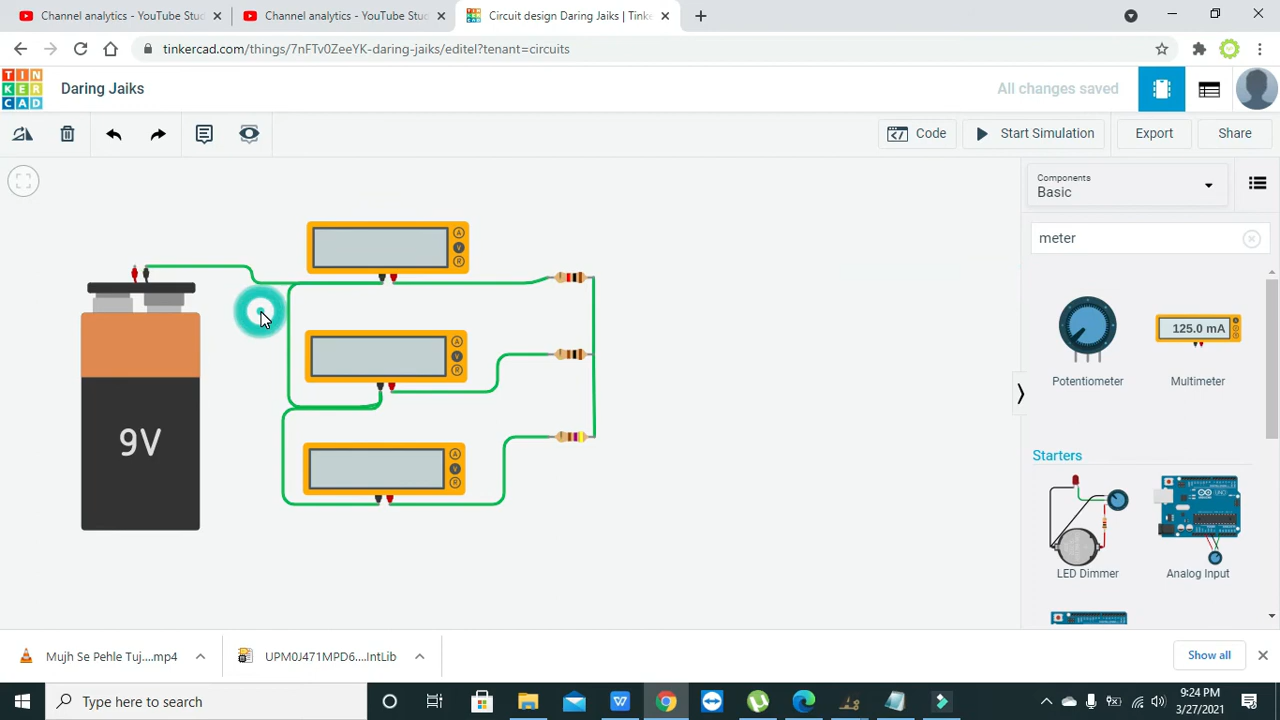 Channel analytics - YouTube Stud
Channel analytics - YouTube Stud
Circuit design Daring Jaiks | Tink
tinkercad.com/things/7nFTv0ZeeYK-daring-jaiks/editel?tenant=circuits
TIN
KER
CAD
Daring Jaiks
All changes saved
Code
Start Simulation
Export
Share
Components
Basic
meter
A
V
R
A
V
R
A
V
R
9V
125.0 mA
Potentiometer
Multimeter
Starters
LED Dimmer
Analog Input
Mujh Se Pehle Tuj....mp4
UPM0J471MPD6....IntLib
Show all
Type here to search
9:24 PM
3/27/2021